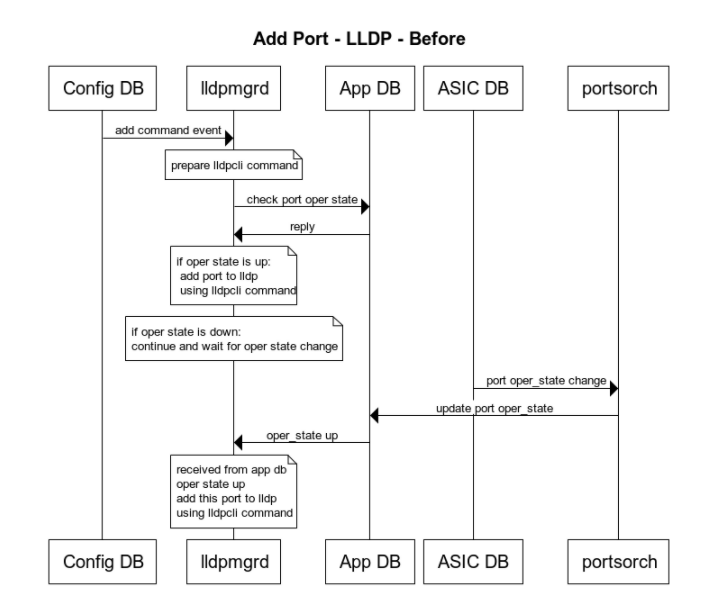 Add Port - LLDP - Before
Config DB
lldpmgrd
App DB
ASIC DB
portsorch
add command event
prepare lldpcli command
check port oper state
reply
if oper state is up:
add port to lldp
using lldpcli command
if oper state is down:
continue and wait for oper state change
port oper_state change
update port oper_state
oper_state up
received from app db
oper state up
add this port to lldp
using lldpcli command
Config DB
lldpmgrd
App DB
ASIC DB
portsorch